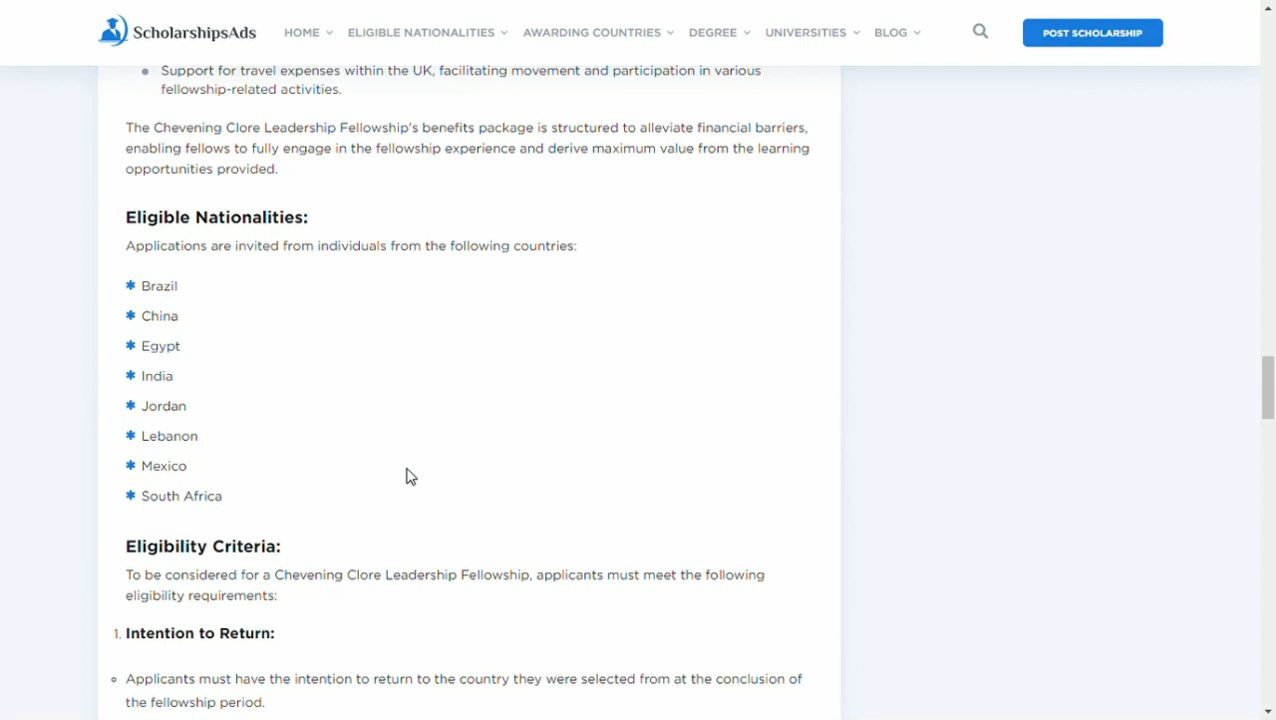 ScholarshipsAds
HOME ELIGIBLE NATIONALITIES AWARDING COUNTRIES DEGREE UNIVERSITIES BLOG POST SCHOLARSHIP
Support for travel expenses within the UK, facilitating movement and participation in various
fellowship-related activities.
The Chevening Clore Leadership Fellowship's benefits package is structured to alleviate financial barriers,
enabling fellows to fully engage in the fellowship experience and derive maximum value from the learning
opportunities provided.
Eligible Nationalities:
Applications are invited from individuals from the following countries:
Brazil
China
Egypt
India
Jordan
Lebanon
Mexico
South Africa
Eligibility Criteria:
To be considered for a Chevening Clore Leadership Fellowship, applicants must meet the following
eligibility requirements:
1. Intention to Return:
Applicants must have the intention to return to the country they were selected from at the conclusion of
the fellowship period.